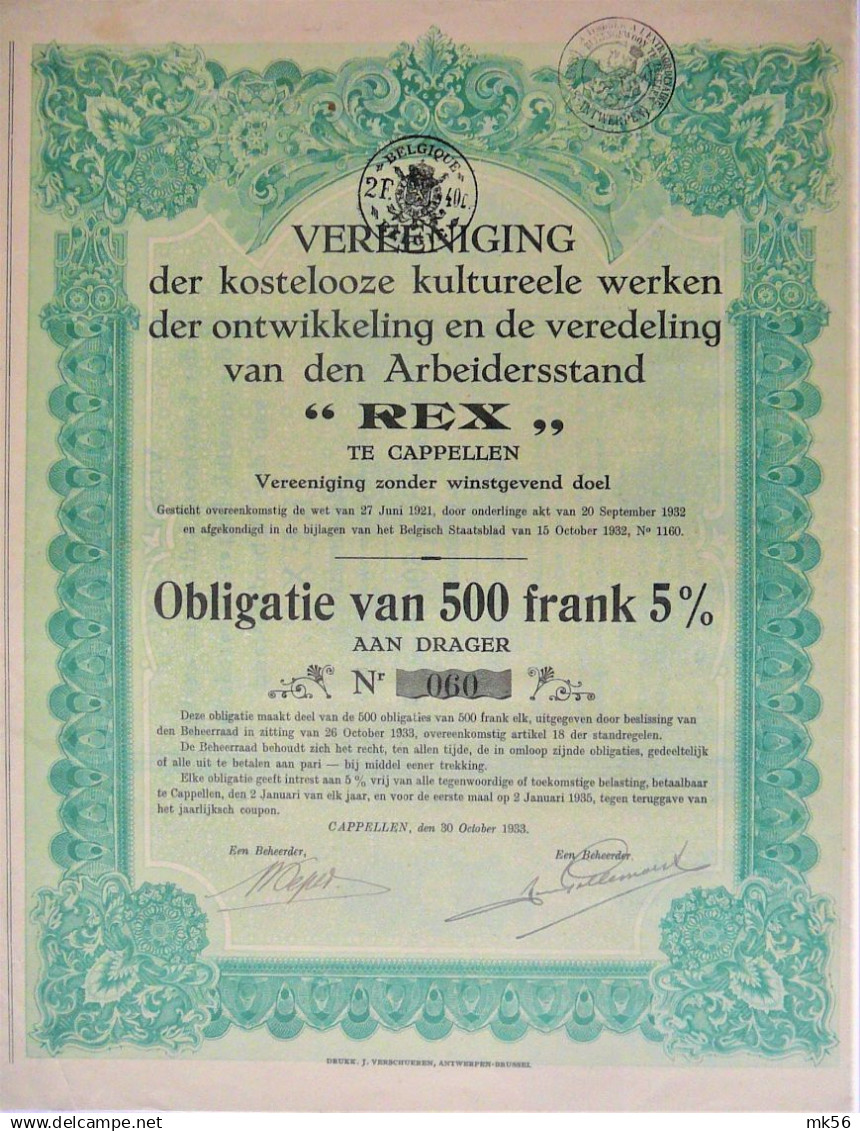 BELGIQUE
2F. 40c.
VEREENIGING
der kostelooze kultureele werken
der ontwikkeling en de veredeling
van den Arbeidersstand
“ REX „
TE CAPPELLEN
Vereeniging zonder winstgevend doel
Gesticht overeenkomstig de wet van 27 Juni 1921, door onderlinge akt van 20 September 1932
en afgekondigd in de bijlagen van het Belgisch Staatsblad van 15 October 1932, No 1160.
Obligatie van 500 frank 5%
AAN DRAGER
Nr 060
Deze obligatie maakt deel van de 500 obligaties van 500 frank elk, uitgegeven door beslissing van
den Beheerraad in zitting van 26 October 1933, overeenkomstig artikel 18 der standregelen.
De Beheerraad behoudt zich het recht, ten allen tijde, de in omloop zijnde obligaties, gedeeltelijk
of alle uit te betalen aan pari — bij middel eener trekking.
Elke obligatie geeft intrest aan 5 % vrij van alle tegenwoordige of toekomstige belasting, betaalbaar
te Cappellen, den 2 Januari van elk jaar, en voor de eerste maal op 2 Januari 1935, tegen teruggave van
het jaarlijksch coupon.
CAPPELLEN, den 30 October 1933.
Een Beheerder, Een Beheerder.
DRUKK. J. VERSCHUEREN, ANTWERPEN-BRUSSEL
mk56